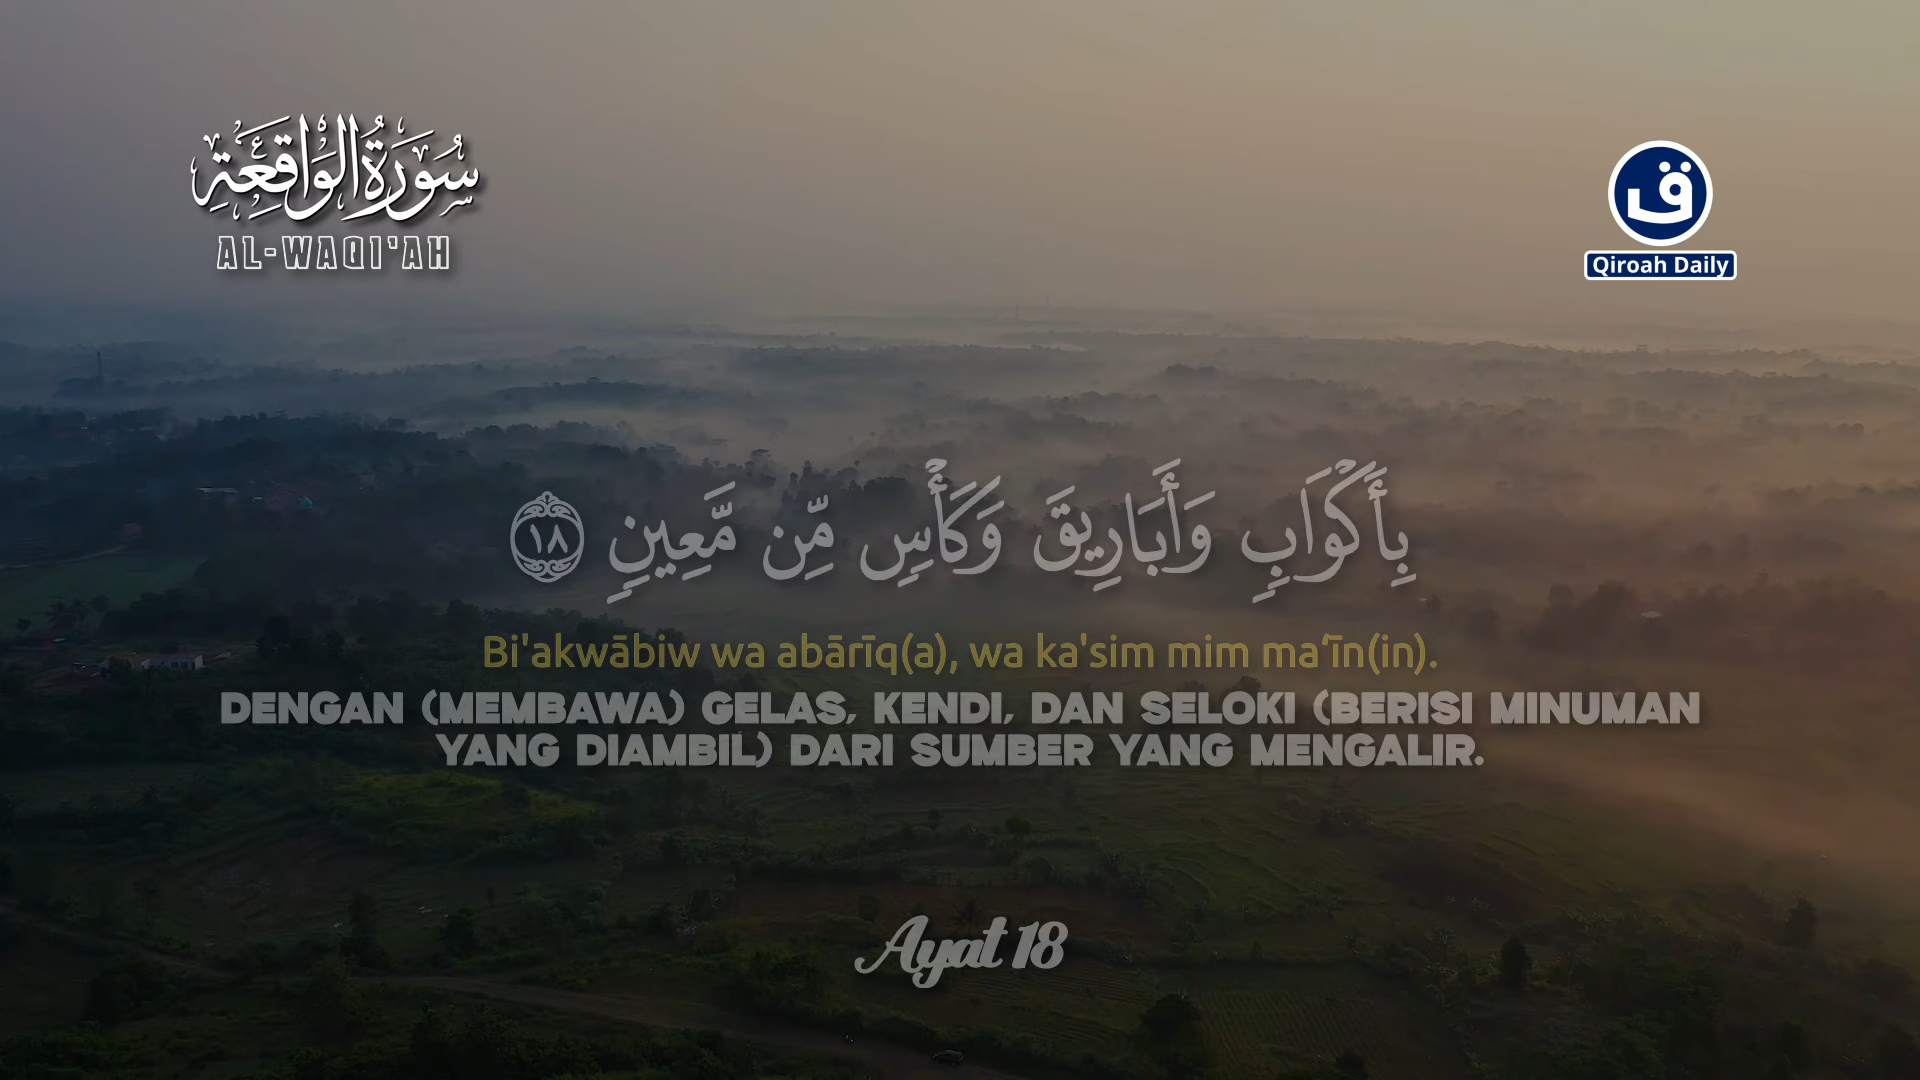 سُورَةُ الْوَاقِعَةِ
AL-WAQI'AH
ق
Qiroah Daily
بِأَكْوَابٍ وَأَبَارِيقَ وَكَأْسٍ مِّن مَّعِينٍ ١٨
Bi'akwābiw wa abārīq(a), wa ka'sim mim ma‘īn(in).
DENGAN (MEMBAWA) GELAS, KENDI, DAN SELOKI (BERISI MINUMAN
YANG DIAMBIL) DARI SUMBER YANG MENGALIR.
Ayat 18